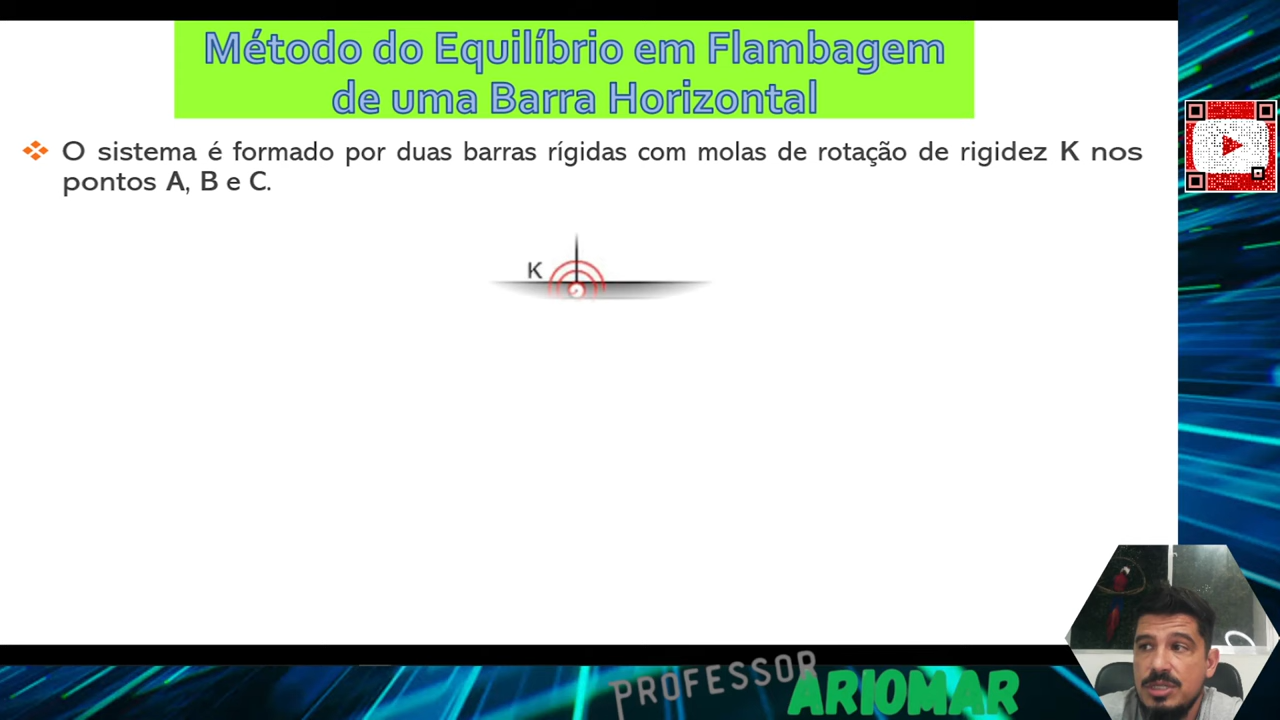 Método do Equilíbrio em Flambagem
de uma Barra Horizontal
O sistema é formado por duas barras rígidas com molas de rotação de rigidez K nos
pontos A, B e C.
K
PROFESSOR
ARIOMAR